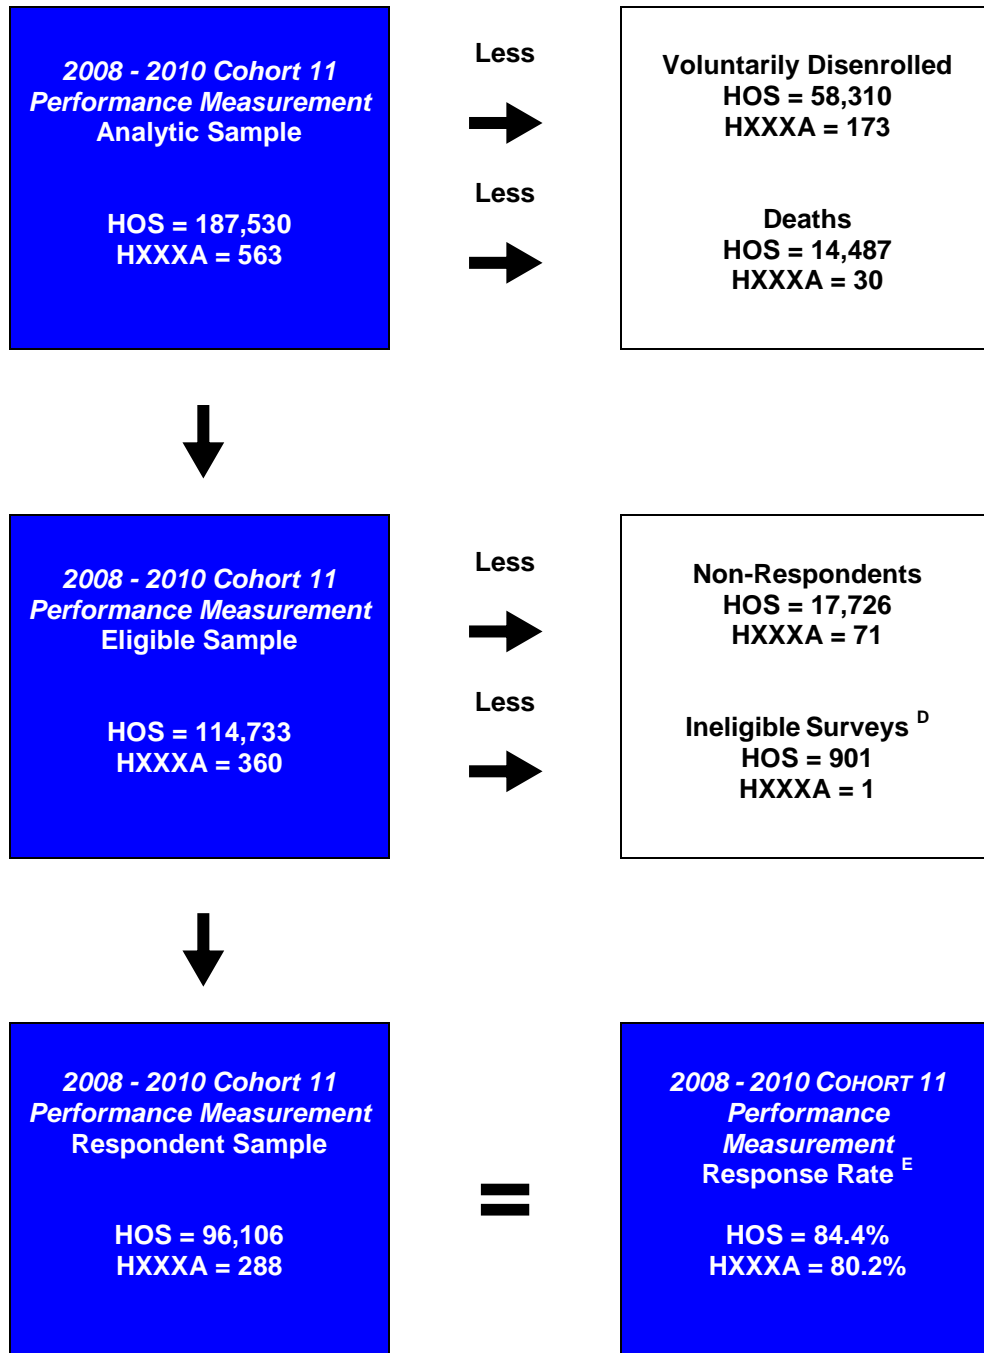 2008 - 2010 Cohort 11
Performance Measurement
Analytic Sample
HOS = 187,530
HXXXA = 563
Less
Less
Voluntarily Disenrolled
HOS = 58,310
HXXXA = 173
Deaths
HOS = 14,487
HXXXA = 30
2008 - 2010 Cohort 11
Performance Measurement
Eligible Sample
HOS = 114,733
HXXXA = 360
Less
Less
Non-Respondents
HOS = 17,726
HXXXA = 71
Ineligible Surveys D
HOS = 901
HXXXA = 1
2008 - 2010 Cohort 11
Performance Measurement
Respondent Sample
HOS = 96,106
HXXXA = 288
=
2008 - 2010 COHORT 11
Performance
Measurement
Response Rate E
HOS = 84.4%
HXXXA = 80.2%